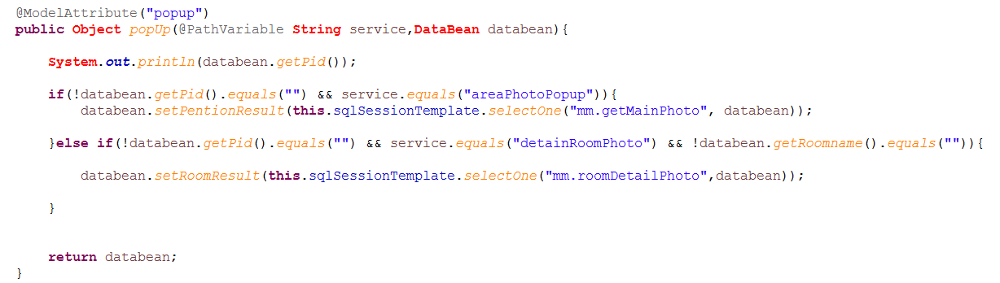 @ModelAttribute("popup")
public Object popUp(@PathVariable String service,DataBean databean){
System.out.println(databean.getPid());
if(!databean.getPid().equals("") && service.equals("areaPhotoPopup")){
databean.setPentionResult(this.sqlSessionTemplate.selectOne("mm.getMainPhoto", databean));
}else if(!databean.getPid().equals("") && service.equals("detainRoomPhoto") && !databean.getRoomname().equals("")){
databean.setRoomResult(this.sqlSessionTemplate.selectOne("mm.roomDetailPhoto",databean));
}
return databean;
}